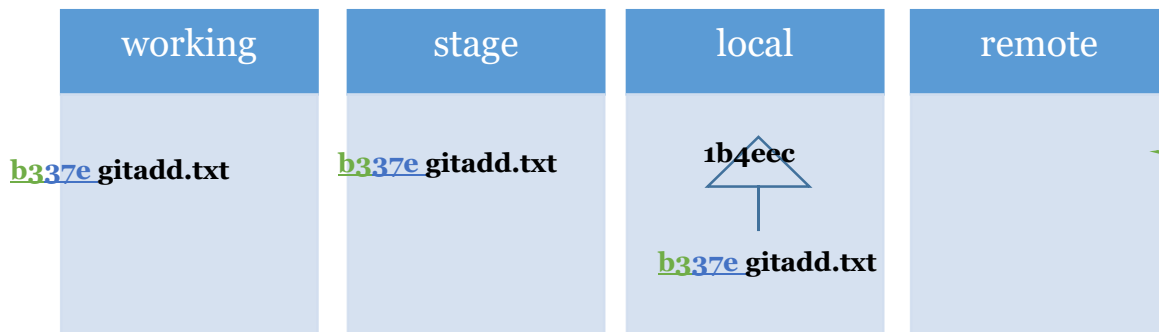 working stage local remote
b337e gitadd.txt b337e gitadd.txt 1b4eec
b337e gitadd.txt